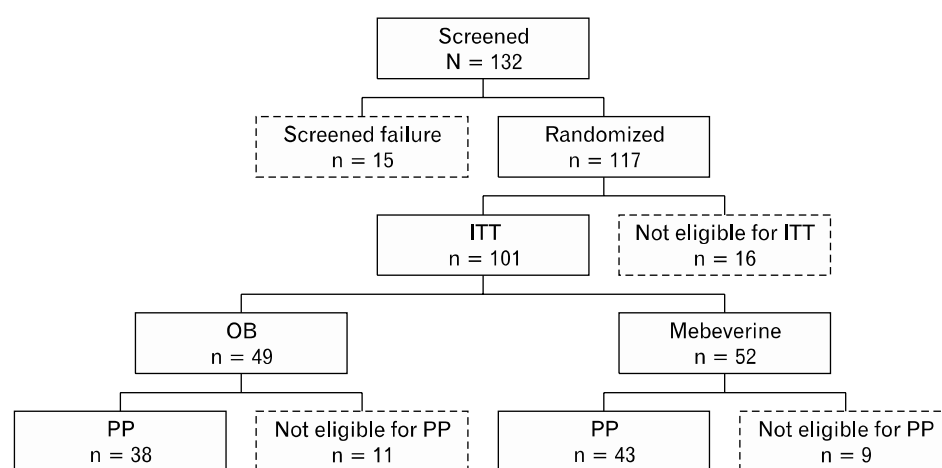 Screened
N = 132
Screened failure
n = 15
Randomized
n = 117
ITT
n = 101
Not eligible for ITT
n = 16
OB
n = 49
Mebeverine
n = 52
PP
n = 38
Not eligible for PP
n = 11
PP
n = 43
Not eligible for PP
n = 9